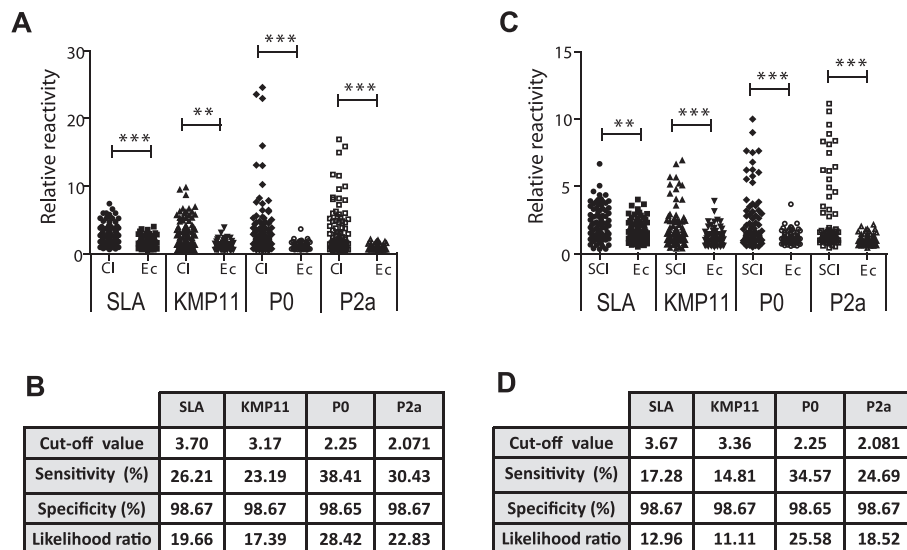 A
Relative reactivity
30
20
10
0
***
**
***
***
CI Ec CI Ec CI Ec CI Ec
SLA KMP11 P0 P2a
C
Relative reactivity
15
10
5
0
**
***
***
***
SCI Ec SCI Ec SCI Ec SCI Ec
SLA KMP11 P0 P2a
B
SLA KMP11 P0 P2a
Cut-off value 3.70 3.17 2.25 2.071
Sensitivity (%) 26.21 23.19 38.41 30.43
Specificity (%) 98.67 98.67 98.65 98.67
Likelihood ratio 19.66 17.39 28.42 22.83
D
SLA KMP11 P0 P2a
Cut-off value 3.67 3.36 2.25 2.081
Sensitivity (%) 17.28 14.81 34.57 24.69
Specificity (%) 98.67 98.67 98.65 98.67
Likelihood ratio 12.96 11.11 25.58 18.52